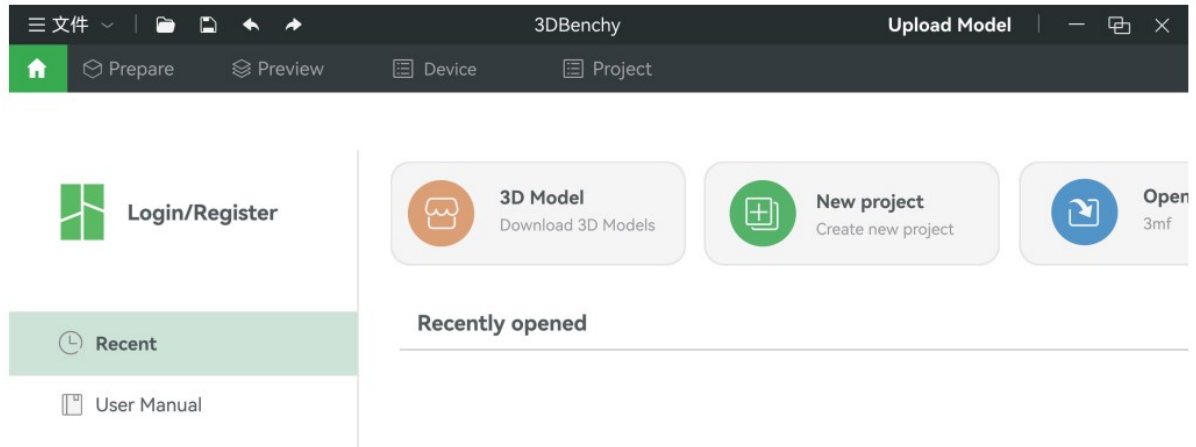 文件 3DBenchy Upload Model
Prepare Preview Device Project
Login/Register
3D Model
Download 3D Models
New project
Create new project
Open
3mf
Recently opened
Recent
User Manual